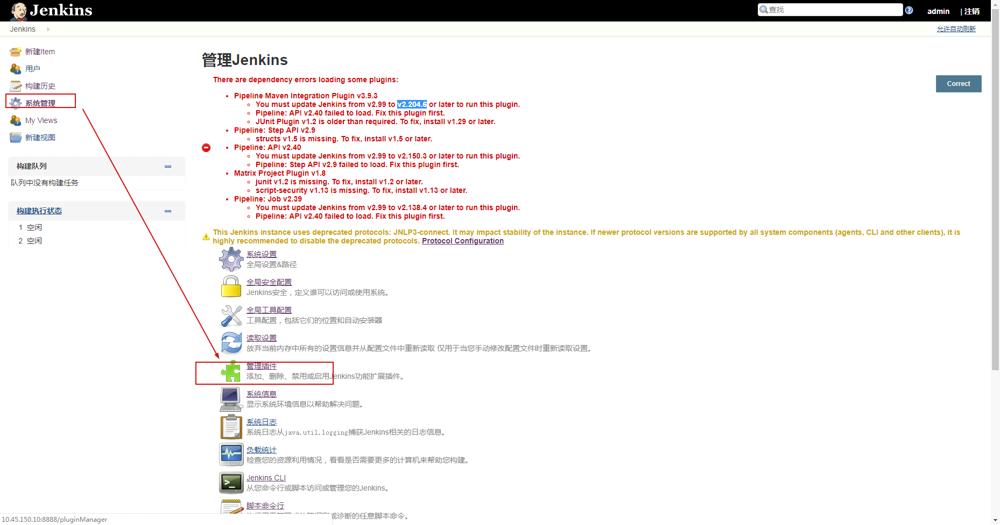 Jenkins
查找
admin
| 注销
Jenkins
允许自动刷新
新建Item
用户
构建历史
系统管理
My Views
新建视图
构建队列
队列中没有构建任务
构建执行状态
1 空闲
2 空闲
管理Jenkins
There are dependency errors loading some plugins:
Correct
Pipeline Maven Integration Plugin v3.9.3
You must update Jenkins from v2.99 to v2.204.6 or later to run this plugin.
Pipeline: API v2.40 failed to load. Fix this plugin first.
JUnit Plugin v1.2 is older than required. To fix, install v1.29 or later.
Pipeline: Step API v2.9
structs v1.5 is missing. To fix, install v1.5 or later.
Pipeline: API v2.40
You must update Jenkins from v2.99 to v2.150.3 or later to run this plugin.
Pipeline: Step API v2.9 failed to load. Fix this plugin first.
Matrix Project Plugin v1.8
junit v1.2 is missing. To fix, install v1.2 or later.
script-security v1.13 is missing. To fix, install v1.13 or later.
Pipeline: Job v2.39
You must update Jenkins from v2.99 to v2.138.4 or later to run this plugin.
Pipeline: API v2.40 failed to load. Fix this plugin first.
This Jenkins instance uses deprecated protocols: JNLP3-connect. It may impact stability of the instance. If newer protocol versions are supported by all system components (agents, CLI and other clients), it is
highly recommended to disable the deprecated protocols. Protocol Configuration
系统设置
全局设置&路径
全局安全配置
Jenkins安全，定义谁可以访问或使用系统。
全局工具配置
工具配置，包括它们的位置和自动安装器
读取设置
放弃当前内存中所有的设置信息并从配置文件中重新读取 仅用于当您手动修改配置文件时重新读取设置。
管理插件
添加、删除、禁用或启用Jenkins功能扩展插件。
系统信息
显示系统环境信息以帮助解决问题。
系统日志
系统日志从java.util.logging捕获Jenkins相关的日志信息。
负载统计
检查您的资源利用情况，看看是否需要更多的计算机来帮助您构建。
Jenkins CLI
从您命令行或脚本访问或管理您的Jenkins。
脚本命令行
或诊断的任意脚本命令。
10.45.150.10:8888/pluginManager